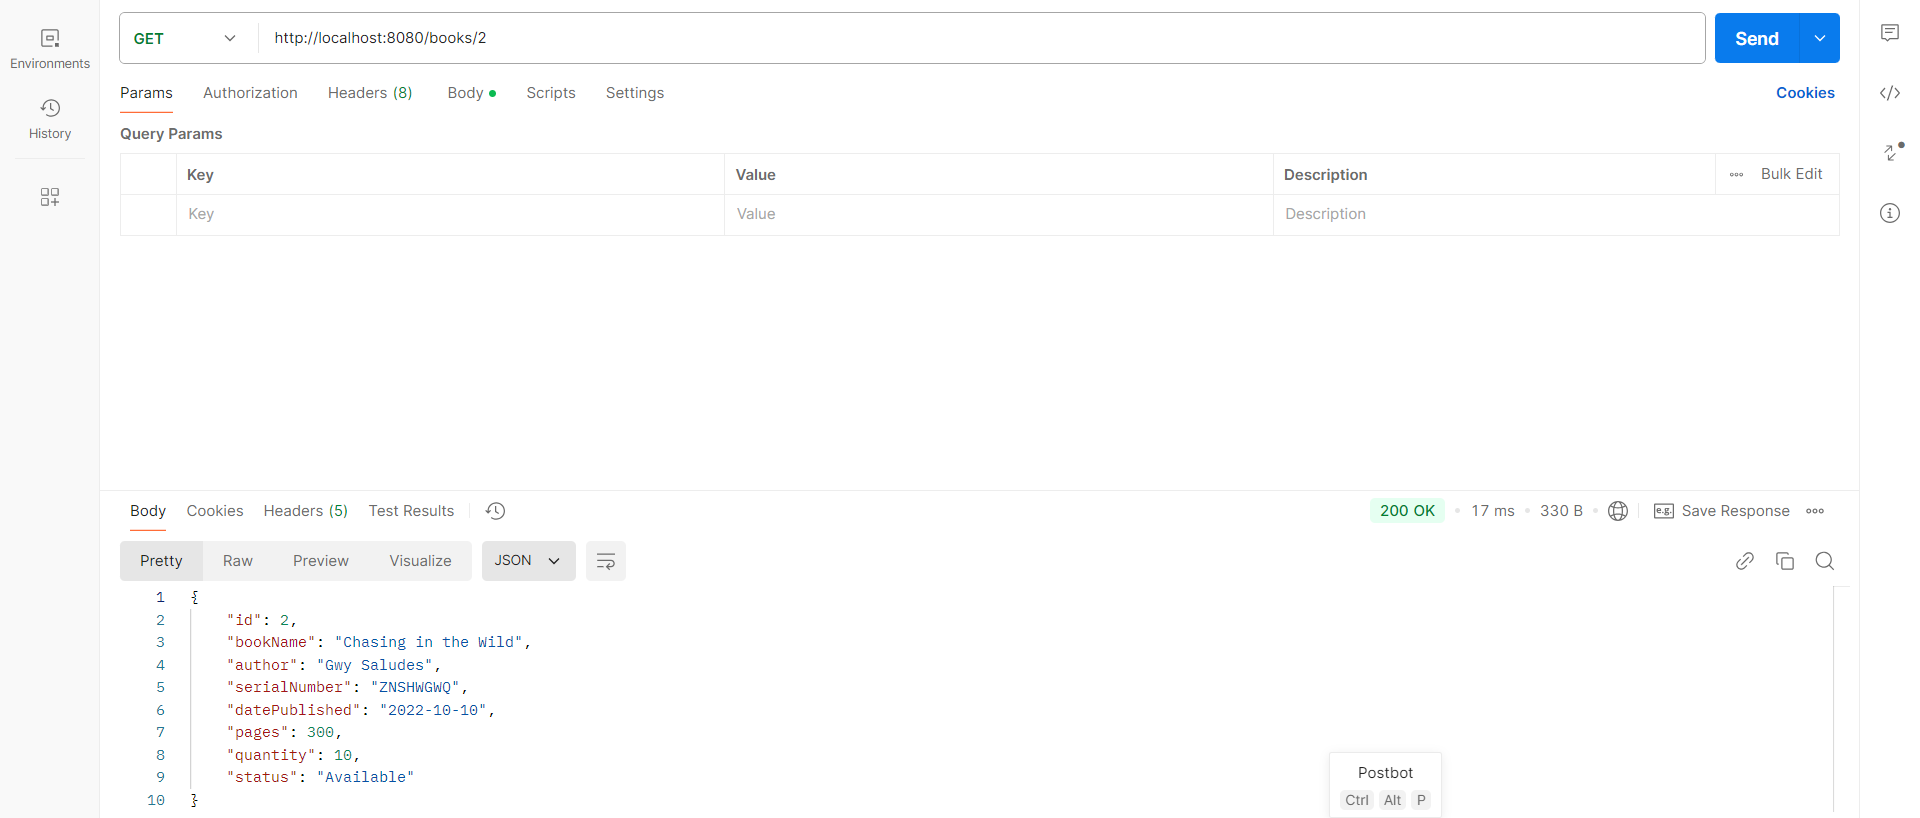 GET http://localhost:8080/books/2 Send
Environments
Params Authorization Headers (8) Body Scripts Settings Cookies
History
Query Params
Key Value Description Bulk Edit
Key Value Description
Body Cookies Headers (5) Test Results 200 OK 17 ms 330 B e.g. Save Response
Pretty Raw Preview Visualize JSON
1 {
2 "id": 2,
3 "bookName": "Chasing in the Wild",
4 "author": "Gwy Saludes",
5 "serialNumber": "ZNSHWGWQ",
6 "datePublished": "2022-10-10",
7 "pages": 300,
8 "quantity": 10,
9 "status": "Available"
10 }
Postbot
Ctrl Alt P